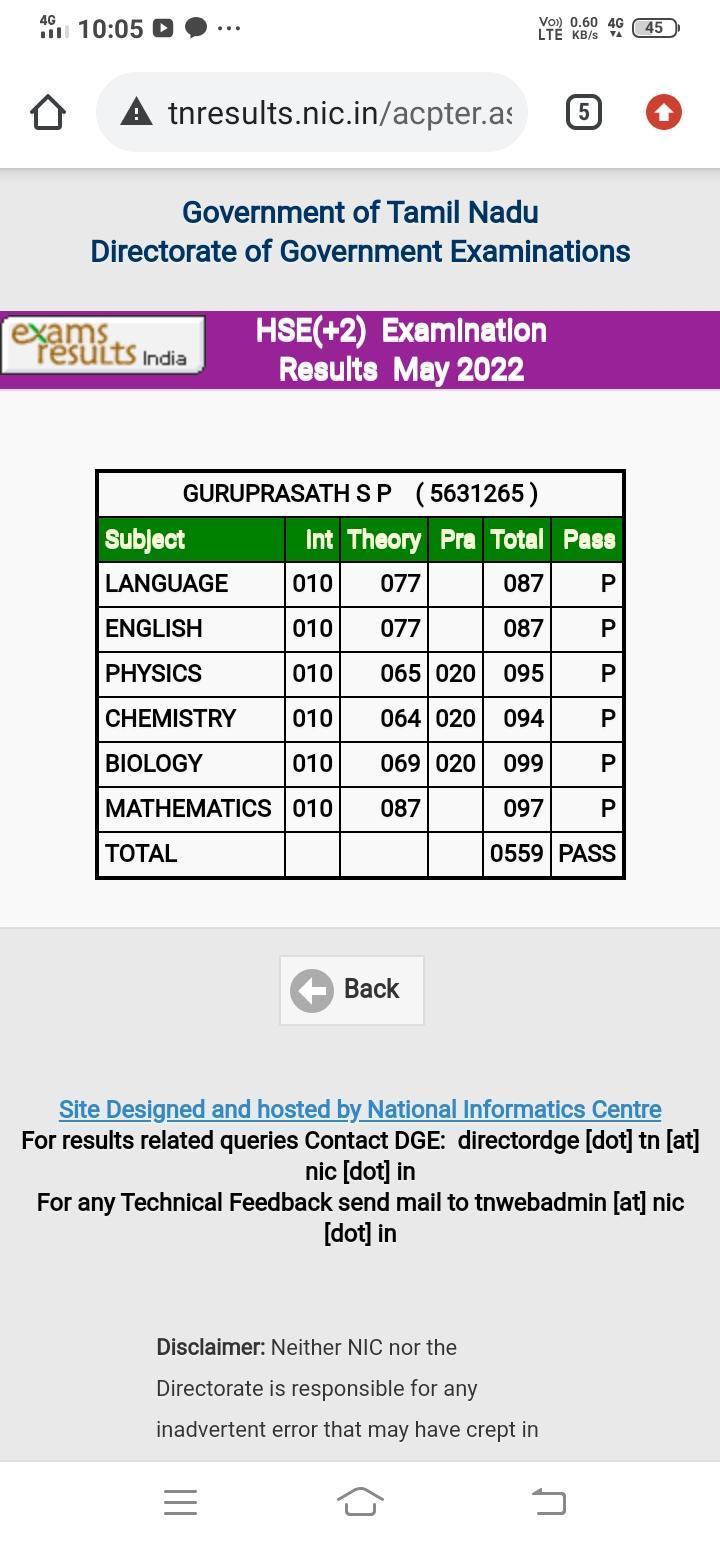 4G 10:05 ... Vo)) LTE 0.60 KB/s 4G 45
tnresults.nic.in/acpter.as 5
Government of Tamil Nadu
Directorate of Government Examinations
exams results India
HSE(+2) Examination
Results May 2022
GURUPRASATH S P ( 5631265 )
Subject int Theory Pra Total Pass
LANGUAGE 010 077 087 P
ENGLISH 010 077 087 P
PHYSICS 010 065 020 095 P
CHEMISTRY 010 064 020 094 P
BIOLOGY 010 069 020 099 P
MATHEMATICS 010 087 097 P
TOTAL 0559 PASS
Back
Site Designed and hosted by National Informatics Centre
For results related queries Contact DGE: directordge [dot] tn [at]
nic [dot] in
For any Technical Feedback send mail to tnwebadmin [at] nic
[dot] in
Disclaimer: Neither NIC nor the
Directorate is responsible for any
inadvertent error that may have crept in